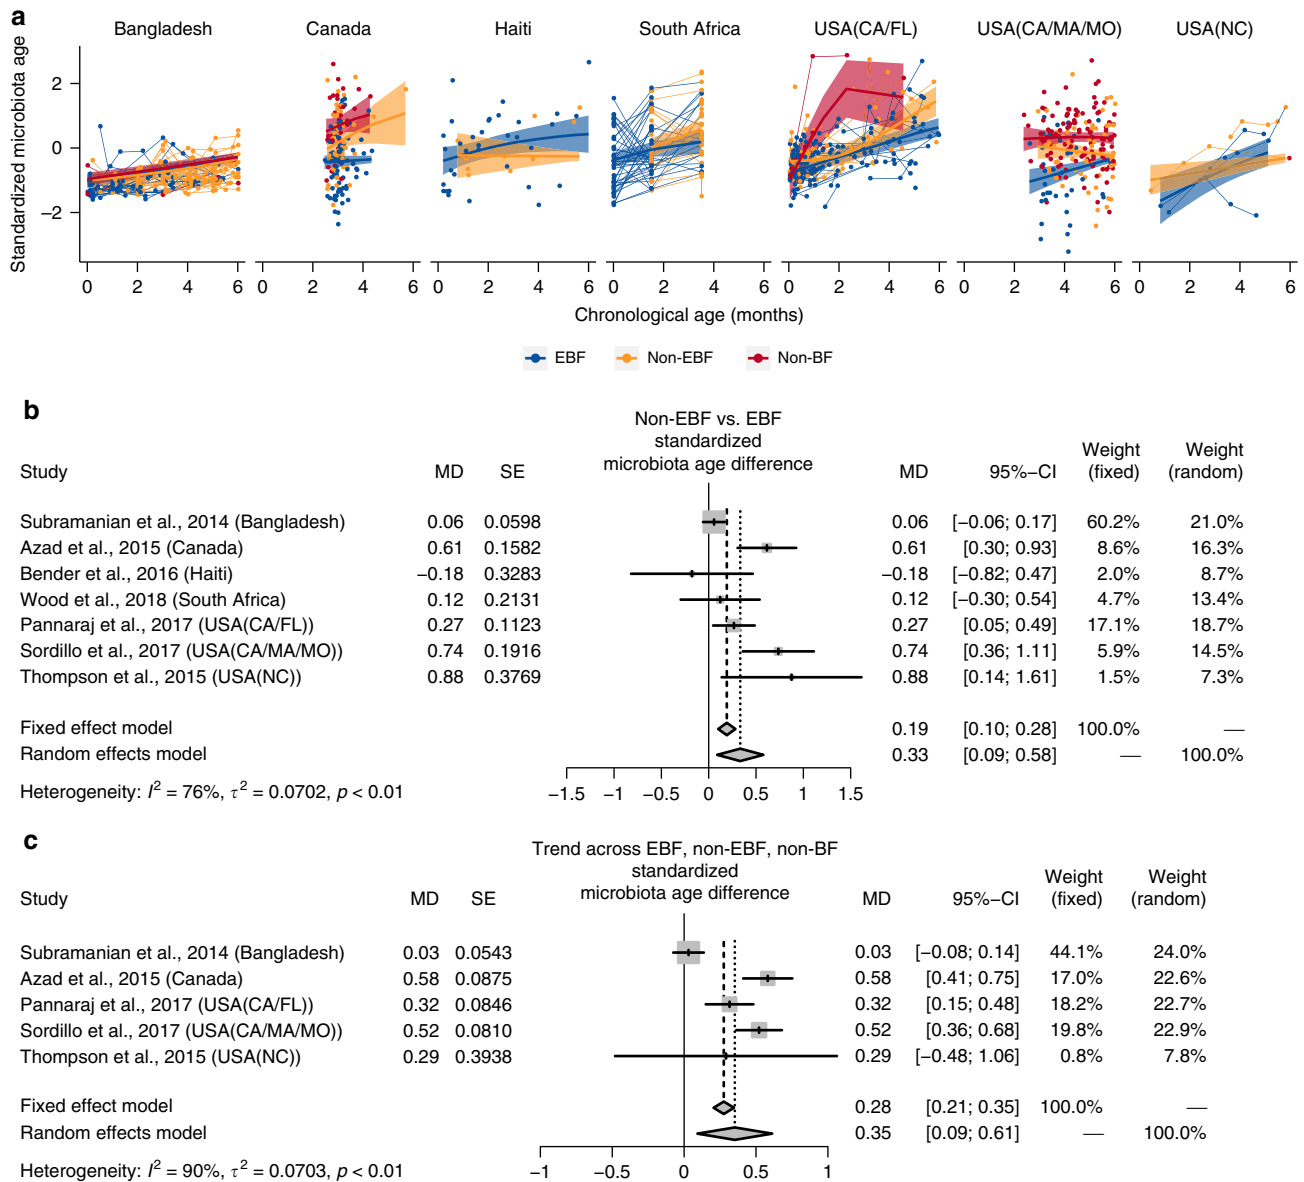 a
Bangladesh Canada Haiti South Africa USA(CA/FL) USA(CA/MA/MO) USA(NC)
Standardized microbiota age
2
0
−2
0 2 4 6 0 2 4 6 0 2 4 6 0 2 4 6 0 2 4 6 0 2 4 6 0 2 4 6
Chronological age (months)
EBF Non-EBF Non-BF
b
Non-EBF vs. EBF
standardized
microbiota age difference
Study MD SE MD 95%−CI Weight (fixed) Weight (random)
Subramanian et al., 2014 (Bangladesh) 0.06 0.0598 0.06 [−0.06; 0.17] 60.2% 21.0%
Azad et al., 2015 (Canada) 0.61 0.1582 0.61 [0.30; 0.93] 8.6% 16.3%
Bender et al., 2016 (Haiti) −0.18 0.3283 −0.18 [−0.82; 0.47] 2.0% 8.7%
Wood et al., 2018 (South Africa) 0.12 0.2131 0.12 [−0.30; 0.54] 4.7% 13.4%
Pannaraj et al., 2017 (USA(CA/FL)) 0.27 0.1123 0.27 [0.05; 0.49] 17.1% 18.7%
Sordillo et al., 2017 (USA(CA/MA/MO)) 0.74 0.1916 0.74 [0.36; 1.11] 5.9% 14.5%
Thompson et al., 2015 (USA(NC)) 0.88 0.3769 0.88 [0.14; 1.61] 1.5% 7.3%
Fixed effect model 0.19 [0.10; 0.28] 100.0% —
Random effects model 0.33 [0.09; 0.58] — 100.0%
Heterogeneity: I² = 76%, τ² = 0.0702, p < 0.01
−1.5 −1 −0.5 0 0.5 1 1.5
c
Trend across EBF, non-EBF, non-BF
standardized
microbiota age difference
Study MD SE MD 95%−CI Weight (fixed) Weight (random)
Subramanian et al., 2014 (Bangladesh) 0.03 0.0543 0.03 [−0.08; 0.14] 44.1% 24.0%
Azad et al., 2015 (Canada) 0.58 0.0875 0.58 [0.41; 0.75] 17.0% 22.6%
Pannaraj et al., 2017 (USA(CA/FL)) 0.32 0.0846 0.32 [0.15; 0.48] 18.2% 22.7%
Sordillo et al., 2017 (USA(CA/MA/MO)) 0.52 0.0810 0.52 [0.36; 0.68] 19.8% 22.9%
Thompson et al., 2015 (USA(NC)) 0.29 0.3938 0.29 [−0.48; 1.06] 0.8% 7.8%
Fixed effect model 0.28 [0.21; 0.35] 100.0% —
Random effects model 0.35 [0.09; 0.61] — 100.0%
Heterogeneity: I² = 90%, τ² = 0.0703, p < 0.01
−1 −0.5 0 0.5 1